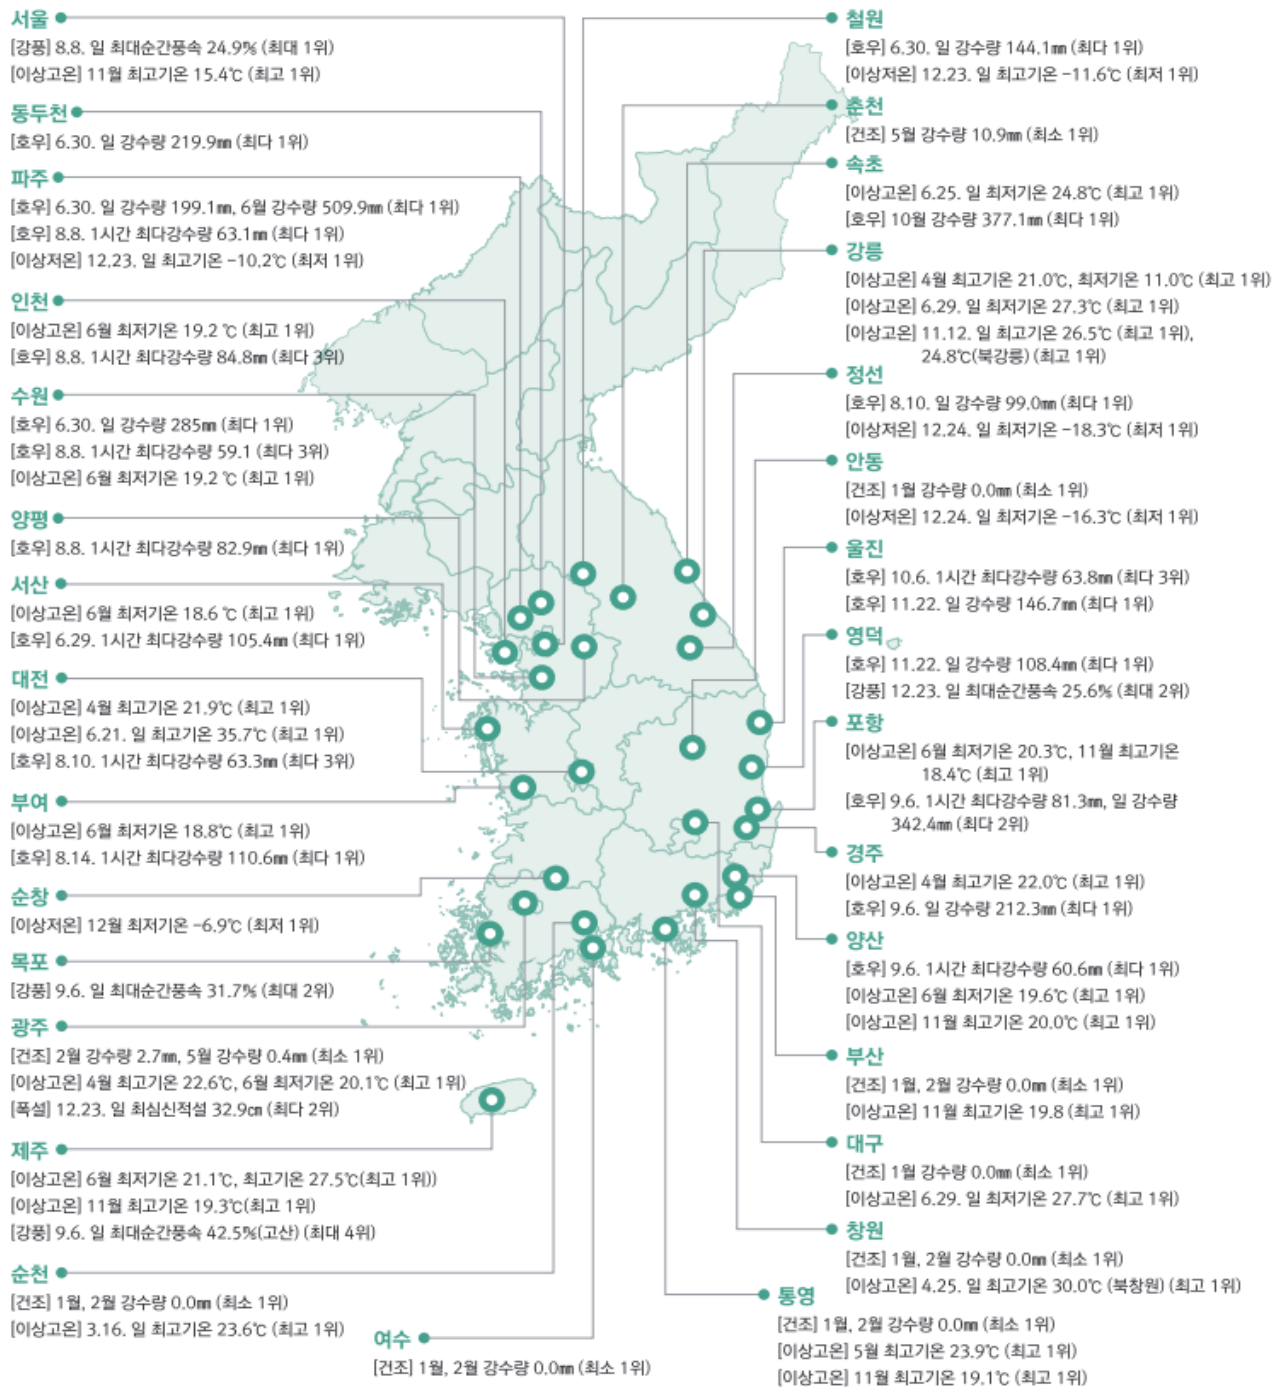 서울
[강풍] 8.8. 일 최대순간풍속 24.9㎧ (최대 1위)
[이상고온] 11월 최고기온 15.4℃ (최고 1위)
동두천
[호우] 6.30. 일 강수량 219.9㎜ (최다 1위)
파주
[호우] 6.30. 일 강수량 199.1㎜, 6월 강수량 509.9㎜ (최다 1위)
[호우] 8.8. 1시간 최다강수량 63.1㎜ (최다 1위)
[이상저온] 12.23. 일 최고기온 -10.2℃ (최저 1위)
인천
[이상고온] 6월 최저기온 19.2 ℃ (최고 1위)
[호우] 8.8. 1시간 최다강수량 84.8㎜ (최다 3위)
수원
[호우] 6.30. 일 강수량 285㎜ (최다 1위)
[호우] 8.8. 1시간 최다강수량 59.1 (최다 3위)
[이상고온] 6월 최저기온 19.2 ℃ (최고 1위)
양평
[호우] 8.8. 1시간 최다강수량 82.9㎜ (최다 1위)
서산
[이상고온] 6월 최저기온 18.6 ℃ (최고 1위)
[호우] 6.29. 1시간 최다강수량 105.4㎜ (최다 1위)
대전
[이상고온] 4월 최고기온 21.9℃ (최고 1위)
[이상고온] 6.21. 일 최고기온 35.7℃ (최고 1위)
[호우] 8.10. 1시간 최다강수량 63.3㎜ (최다 3위)
부여
[이상고온] 6월 최저기온 18.8℃ (최고 1위)
[호우] 8.14. 1시간 최다강수량 110.6㎜ (최다 1위)
순창
[이상저온] 12월 최저기온 -6.9℃ (최저 1위)
목포
[강풍] 9.6. 일 최대순간풍속 31.7㎧ (최대 2위)
광주
[건조] 2월 강수량 2.7㎜, 5월 강수량 0.4㎜ (최소 1위)
[이상고온] 4월 최고기온 22.6℃, 6월 최저기온 20.1℃ (최고 1위)
[폭설] 12.23. 일 최심신적설 32.9㎝ (최다 2위)
제주
[이상고온] 6월 최저기온 21.1℃, 최고기온 27.5℃(최고 1위))
[이상고온] 11월 최고기온 19.3℃(최고 1위)
[강풍] 9.6. 일 최대순간풍속 42.5㎧(고산) (최대 4위)
순천
[건조] 1월, 2월 강수량 0.0㎜ (최소 1위)
[이상고온] 3.16. 일 최고기온 23.6℃ (최고 1위)
여수
[건조] 1월, 2월 강수량 0.0㎜ (최소 1위)
철원
[호우] 6.30. 일 강수량 144.1㎜ (최다 1위)
[이상저온] 12.23. 일 최고기온 -11.6℃ (최저 1위)
춘천
[건조] 5월 강수량 10.9㎜ (최소 1위)
속초
[이상고온] 6.25. 일 최저기온 24.8℃ (최고 1위)
[호우] 10월 강수량 377.1㎜ (최다 1위)
강릉
[이상고온] 4월 최고기온 21.0℃, 최저기온 11.0℃ (최고 1위)
[이상고온] 6.29. 일 최저기온 27.3℃ (최고 1위)
[이상고온] 11.12. 일 최고기온 26.5℃ (최고 1위),
24.8℃(북강릉) (최고 1위)
정선
[호우] 8.10. 일 강수량 99.0㎜ (최다 1위)
[이상저온] 12.24. 일 최저기온 -18.3℃ (최저 1위)
안동
[건조] 1월 강수량 0.0㎜ (최소 1위)
[이상저온] 12.24. 일 최저기온 -16.3℃ (최저 1위)
울진
[호우] 10.6. 1시간 최다강수량 63.8㎜ (최다 3위)
[호우] 11.22. 일 강수량 146.7㎜ (최다 1위)
영덕
[호우] 11.22. 일 강수량 108.4㎜ (최다 1위)
[강풍] 12.23. 일 최대순간풍속 25.6㎧ (최대 2위)
포항
[이상고온] 6월 최저기온 20.3℃, 11월 최고기온
18.4℃ (최고 1위)
[호우] 9.6. 1시간 최다강수량 81.3㎜, 일 강수량
342.4㎜ (최다 2위)
경주
[이상고온] 4월 최고기온 22.0℃ (최고 1위)
[호우] 9.6. 일 강수량 212.3㎜ (최다 1위)
양산
[호우] 9.6. 1시간 최다강수량 60.6㎜ (최다 1위)
[이상고온] 6월 최저기온 19.6℃ (최고 1위)
[이상고온] 11월 최고기온 20.0℃ (최고 1위)
부산
[건조] 1월, 2월 강수량 0.0㎜ (최소 1위)
[이상고온] 11월 최고기온 19.8 (최고 1위)
대구
[건조] 1월 강수량 0.0㎜ (최소 1위)
[이상고온] 6.29. 일 최저기온 27.7℃ (최고 1위)
창원
[건조] 1월, 2월 강수량 0.0㎜ (최소 1위)
[이상고온] 4.25. 일 최고기온 30.0℃ (북창원) (최고 1위)
통영
[건조] 1월, 2월 강수량 0.0㎜ (최소 1위)
[이상고온] 5월 최고기온 23.9℃ (최고 1위)
[이상고온] 11월 최고기온 19.1℃ (최고 1위)